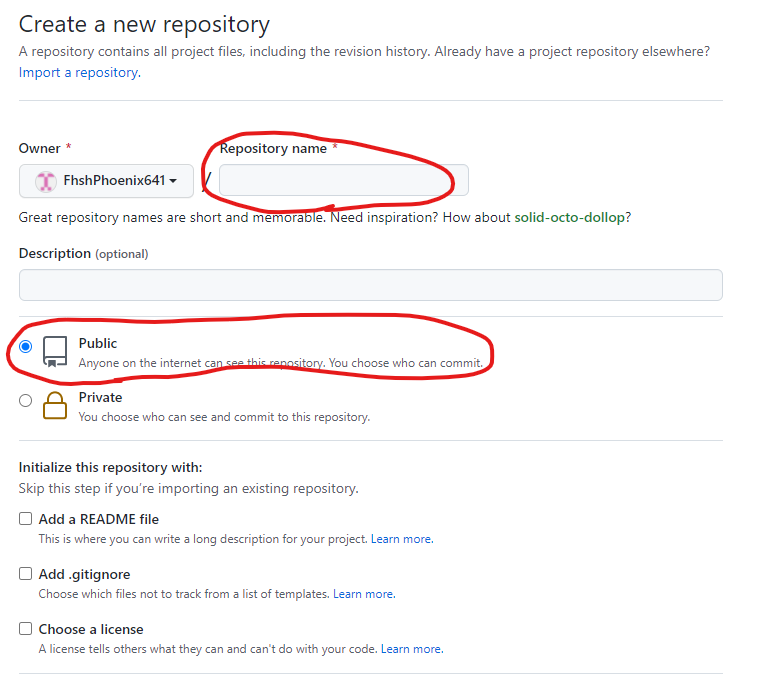 Create a new repository
A repository contains all project files, including the revision history. Already have a project repository elsewhere?
Import a repository.
Owner *
Repository name *
FhshPhoenix641
/
Great repository names are short and memorable. Need inspiration? How about solid-octo-dollop?
Description (optional)
Public
Anyone on the internet can see this repository. You choose who can commit.
Private
You choose who can see and commit to this repository.
Initialize this repository with:
Skip this step if you're importing an existing repository.
Add a README file
This is where you can write a long description for your project. Learn more.
Add .gitignore
Choose which files not to track from a list of templates. Learn more.
Choose a license
A license tells others what they can and can't do with your code. Learn more.